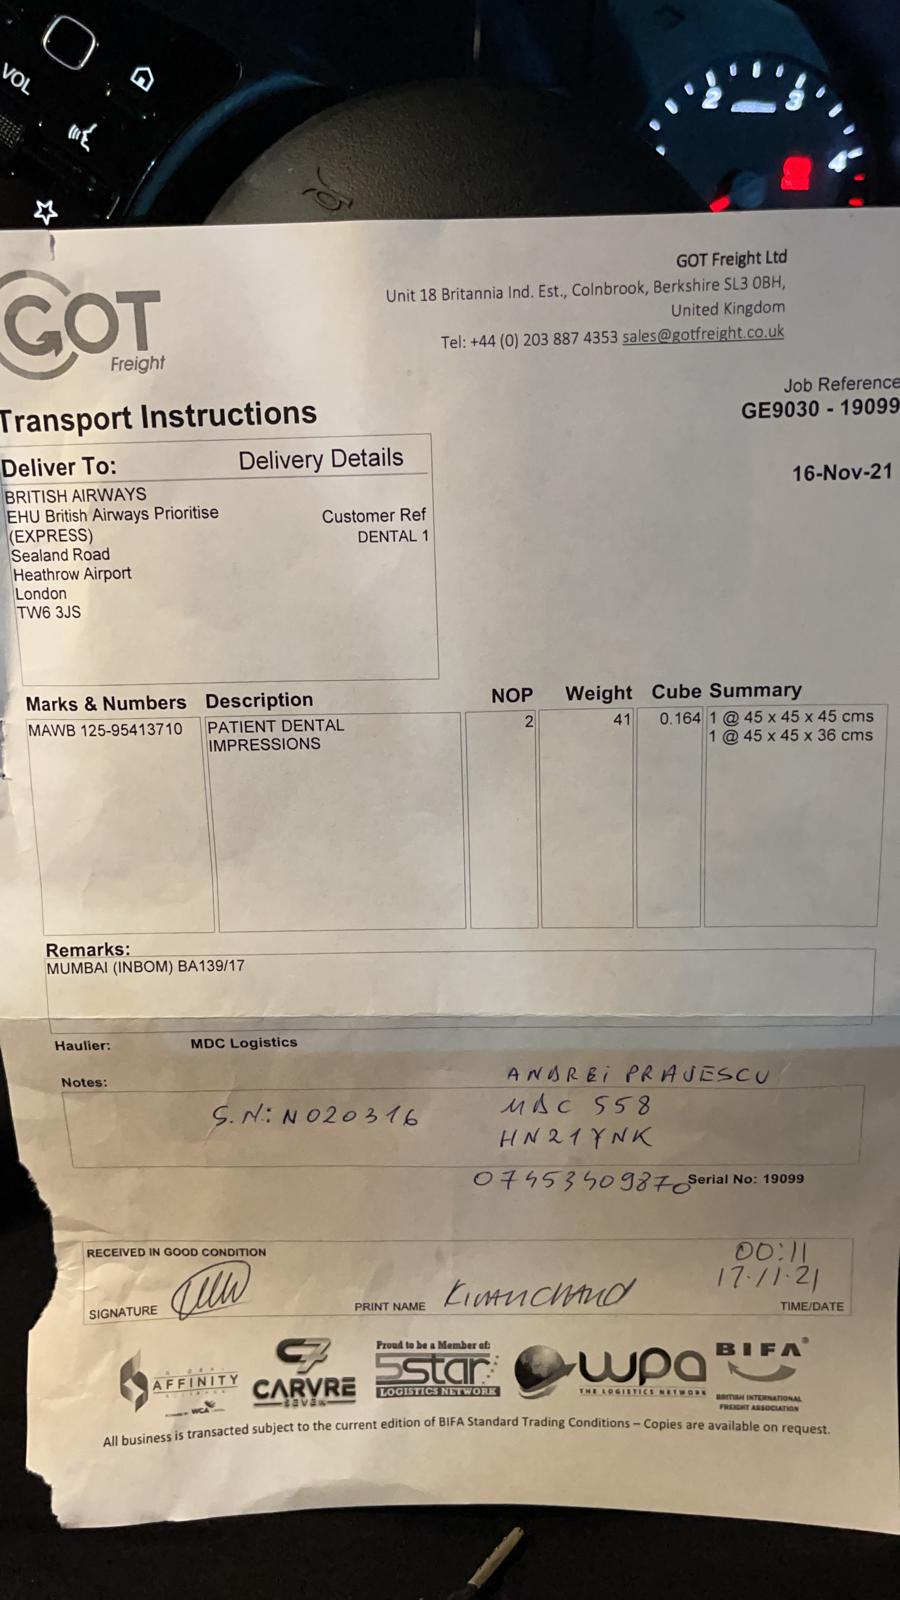 VOL
2 3 4
GOT
Freight
GOT Freight Ltd
Unit 18 Britannia Ind. Est., Colnbrook, Berkshire SL3 0BH,
United Kingdom
Tel: +44 (0) 203 887 4353 sales@gotfreight.co.uk
Job Reference
GE9030 - 19099
16-Nov-21
Transport Instructions
Deliver To: Delivery Details
BRITISH AIRWAYS
EHU British Airways Prioritise
(EXPRESS)
Sealand Road
Heathrow Airport
London
TW6 3JS
Customer Ref
DENTAL 1
Marks & Numbers Description NOP Weight Cube Summary
MAWB 125-95413710 PATIENT DENTAL 2 41 0.164 1 @ 45 x 45 x 45 cms
IMPRESSIONS 1 @ 45 x 45 x 36 cms
Remarks:
MUMBAI (INBOM) BA139/17
Haulier: MDC Logistics
Notes:
ANDREI PRAJESCU
S.N: N020316 MDC 558
HN21YNK
07453409870 Serial No: 19099
RECEIVED IN GOOD CONDITION
00:11
17.11.21
SIGNATURE PRINT NAME TIME/DATE
AFFINITY
WCA
C7
CARVRE
SEVEN
Proud to be a Member of:
5star
LOGISTICS NETWORK
wpa
THE LOGISTICS NETWORK
BIFA
BRITISH INTERNATIONAL
FREIGHT ASSOCIATION
All business is transacted subject to the current edition of BIFA Standard Trading Conditions – Copies are available on request.